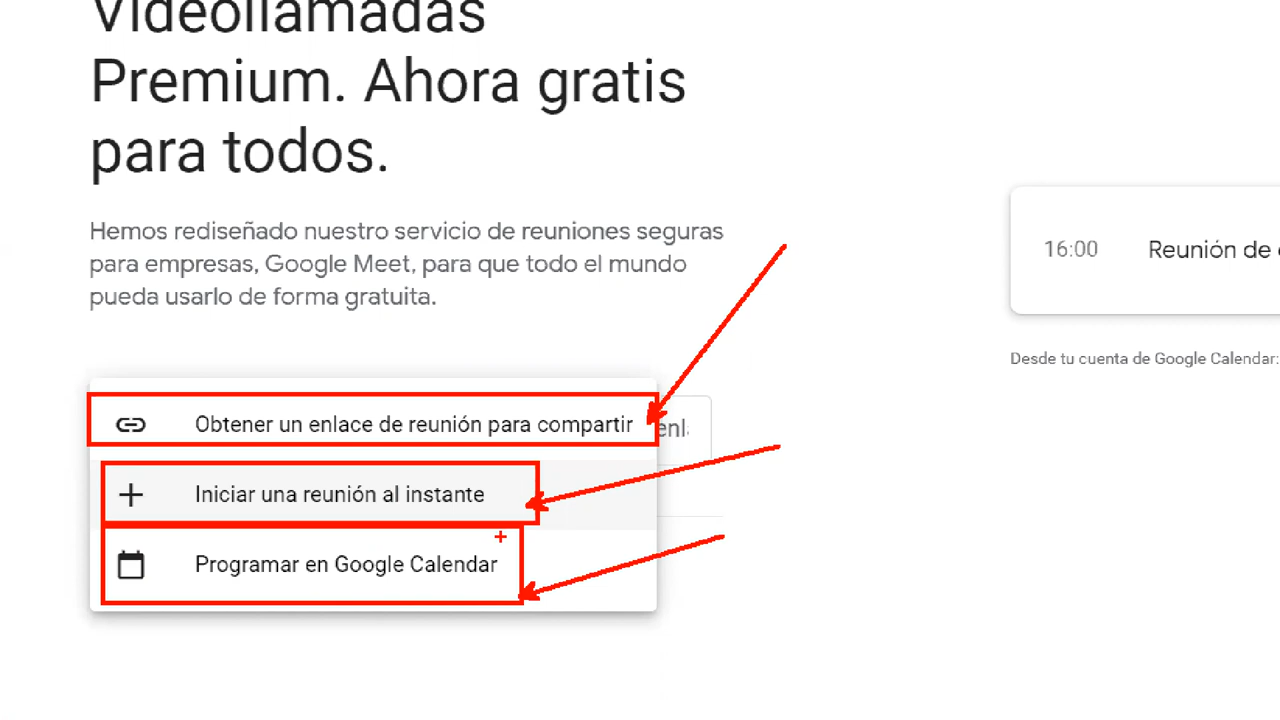 Videollamadas
Premium. Ahora gratis
para todos.
Hemos rediseñado nuestro servicio de reuniones seguras
para empresas, Google Meet, para que todo el mundo
pueda usarlo de forma gratuita.
16:00 Reunión de
Desde tu cuenta de Google Calendar:
Obtener un enlace de reunión para compartir
Iniciar una reunión al instante
Programar en Google Calendar